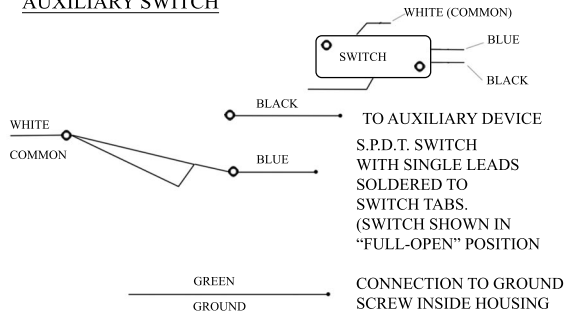 AUXILIARY SWITCH
WHITE (COMMON)
BLUE
SWITCH
BLACK
BLACK
TO AUXILIARY DEVICE
WHITE
COMMON
BLUE
S.P.D.T. SWITCH
WITH SINGLE LEADS
SOLDERED TO
SWITCH TABS.
(SWITCH SHOWN IN
“FULL-OPEN” POSITION
GREEN
GROUND
CONNECTION TO GROUND
SCREW INSIDE HOUSING